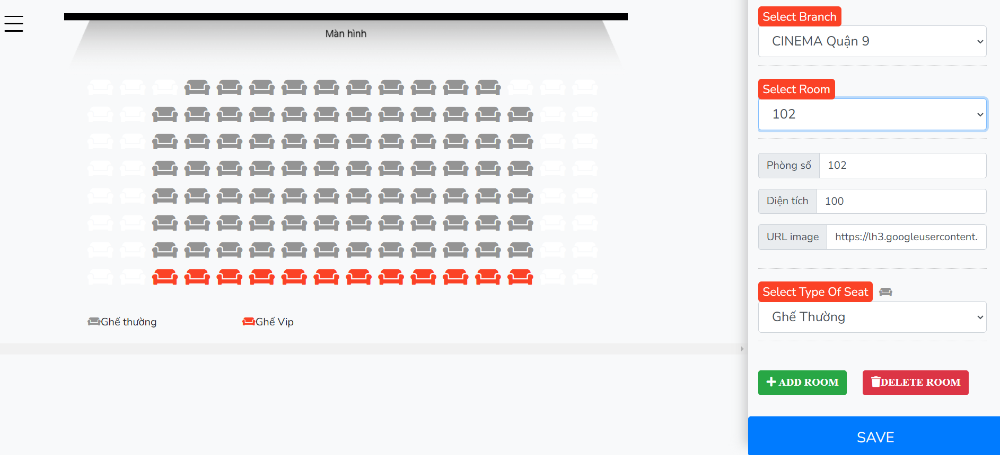 Màn hình
Ghế thường
Ghế Vip
Select Branch
CINEMA Quận 9
Select Room
102
Phòng số 102
Diện tích 100
URL image https://lh3.googleusercontent.
Select Type Of Seat
Ghế Thường
ADD ROOM
DELETE ROOM
SAVE